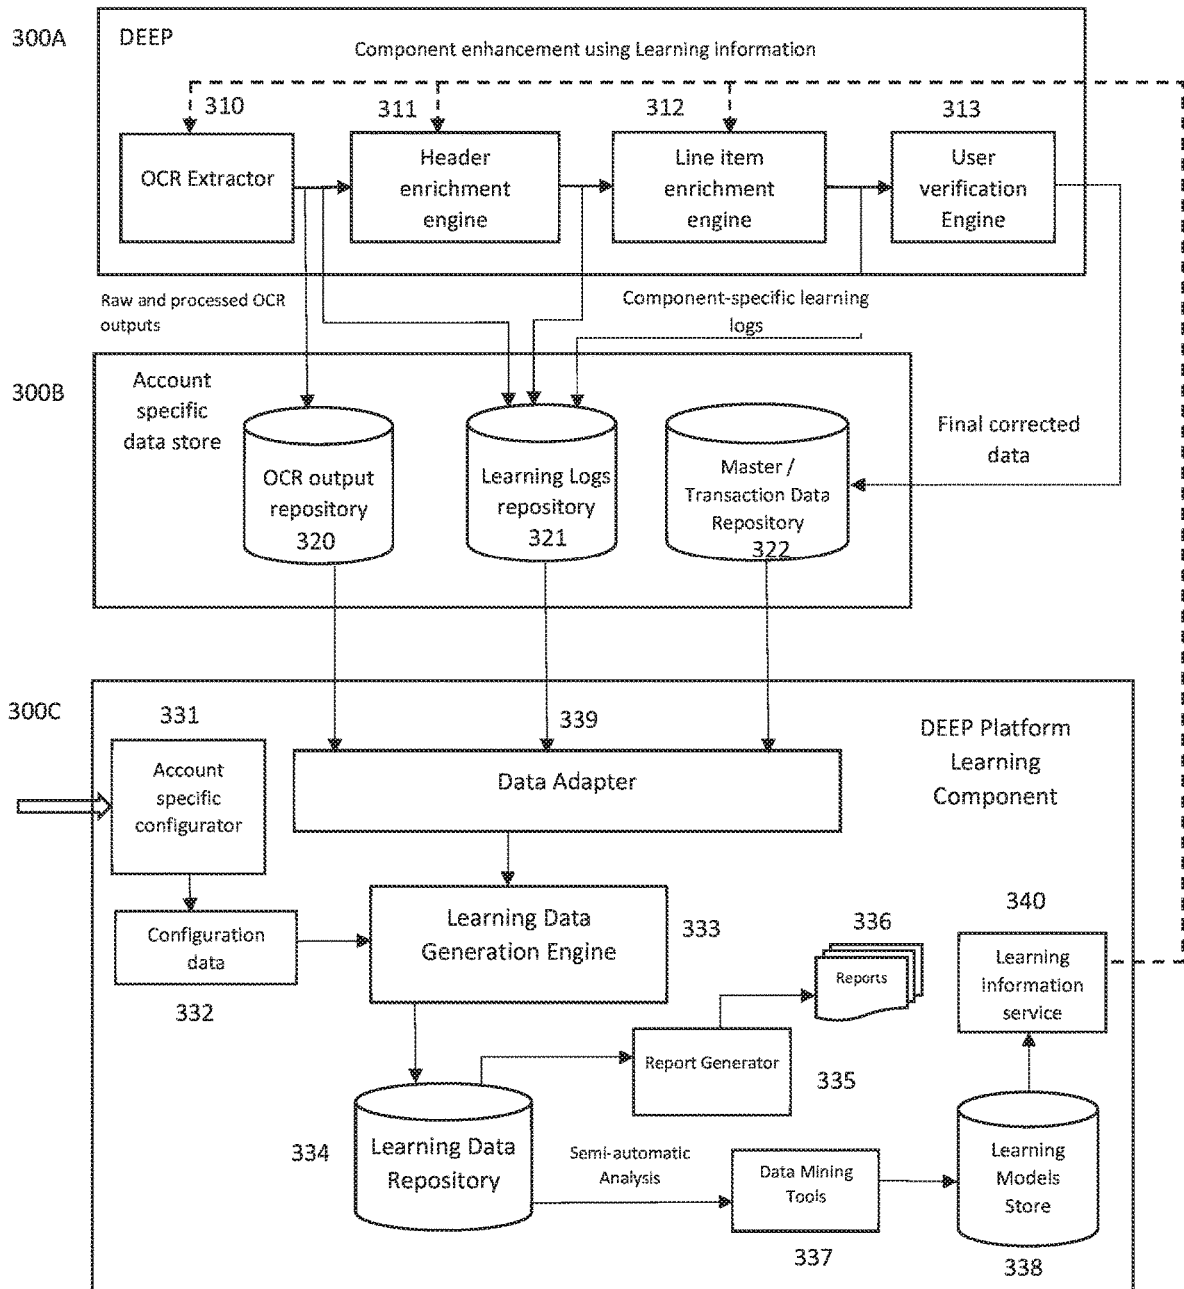 300A
DEEP
Component enhancement using Learning information
310
311
312
313
OCR Extractor
Header
enrichment
engine
Line item
enrichment
engine
User
verification
Engine
Raw and processed OCR
outputs
Component-specific learning
logs
300B
Account
specific
data store
OCR output
repository
320
Learning Logs
repository
321
Master /
Transaction Data
Repository
322
Final corrected
data
300C
331
Account
specific
configurator
339
Data Adapter
DEEP Platform
Learning
Component
Configuration
data
332
Learning Data
Generation Engine
333
336
Reports
340
Learning
information
service
Report Generator
335
334
Learning Data
Repository
Semi-automatic
Analysis
Data Mining
Tools
337
Learning
Models
Store
338